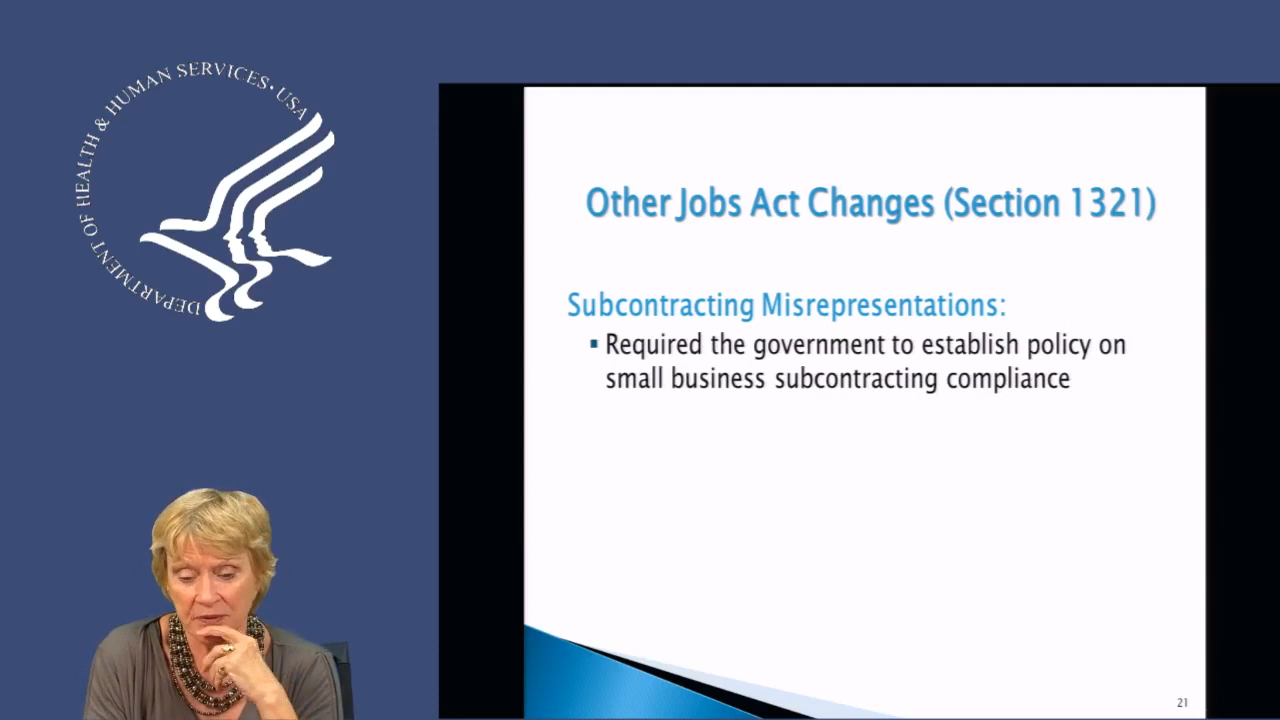 DEPARTMENT OF HEALTH & HUMAN SERVICES • USA
Other Jobs Act Changes (Section 1321)
Subcontracting Misrepresentations:
▪ Required the government to establish policy on
small business subcontracting compliance
21